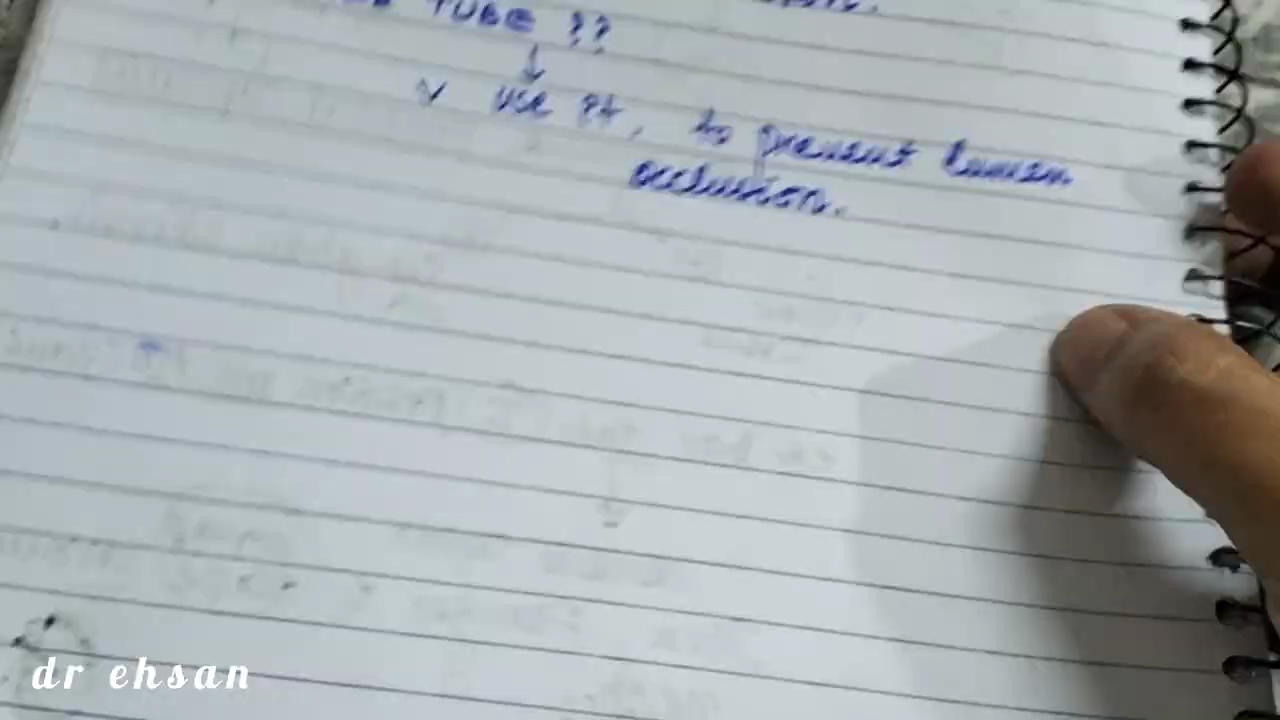 TUBE ??
↓
✓ use it, to prevent lumen
occlusion.
dr ehsan